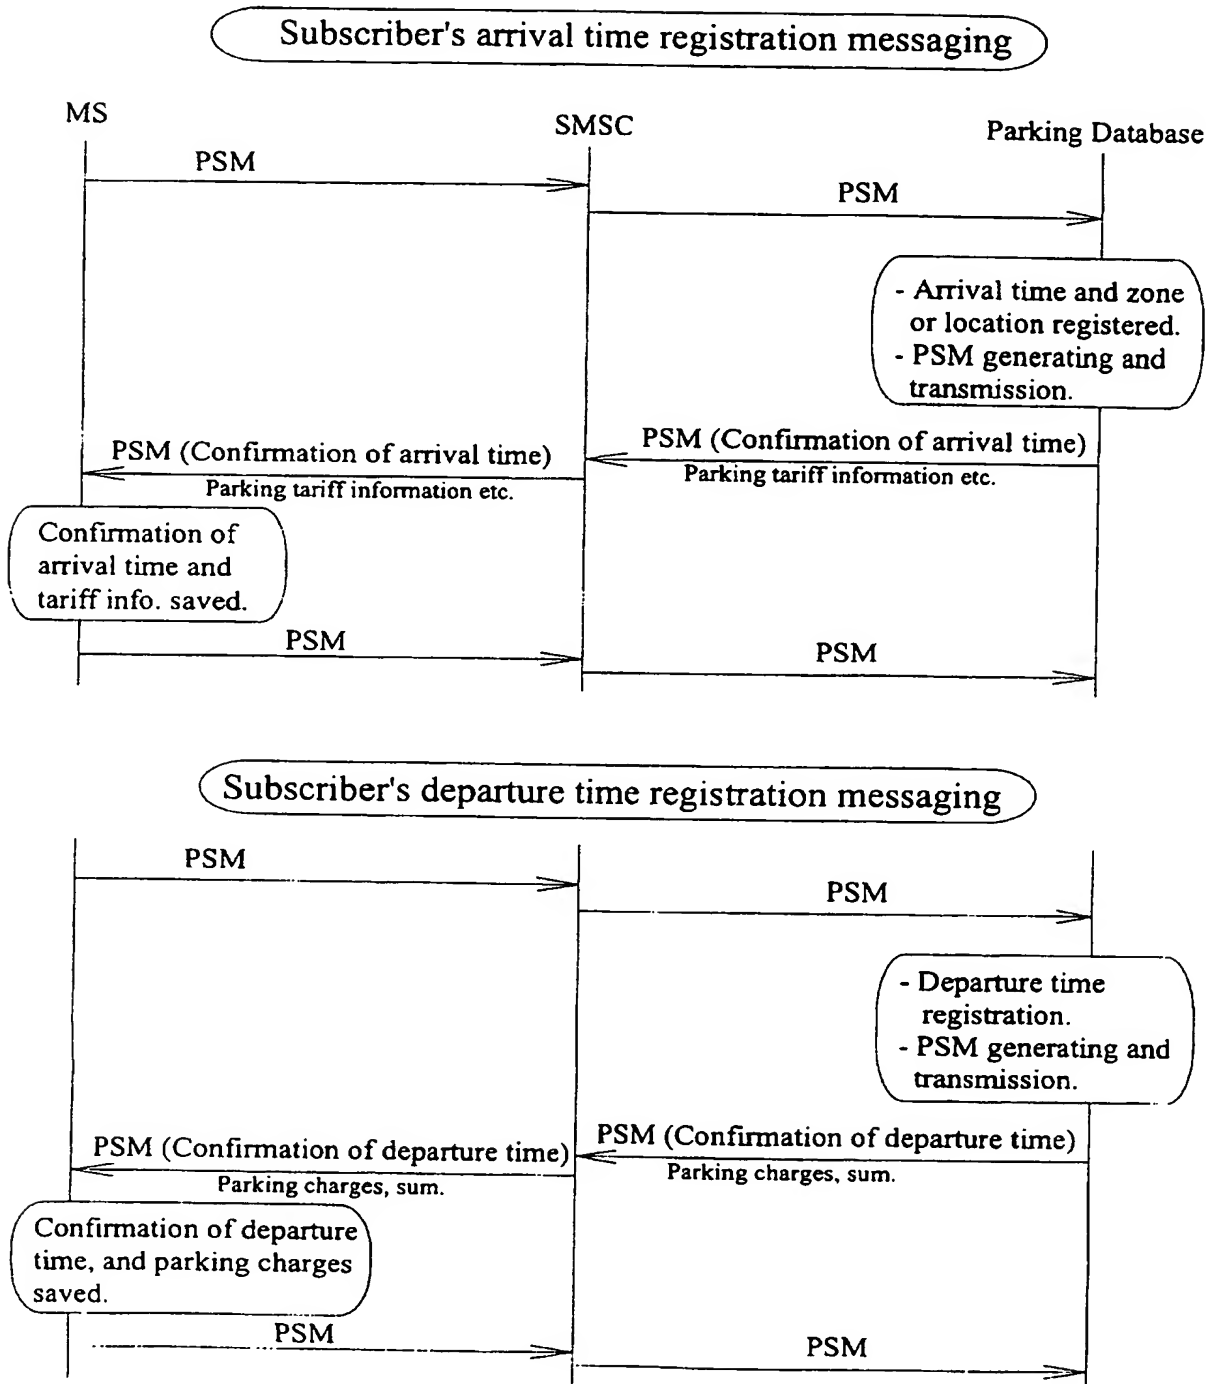 Subscriber's arrival time registration messaging
MS
SMSC
Parking Database
PSM
PSM
- Arrival time and zone
or location registered.
- PSM generating and
transmission.
PSM (Confirmation of arrival time)
Parking tariff information etc.
PSM (Confirmation of arrival time)
Parking tariff information etc.
Confirmation of
arrival time and
tariff info. saved.
PSM
PSM
Subscriber's departure time registration messaging
PSM
PSM
- Departure time
registration.
- PSM generating and
transmission.
PSM (Confirmation of departure time)
Parking charges, sum.
PSM (Confirmation of departure time)
Parking charges, sum.
Confirmation of departure
time, and parking charges
saved.
PSM
PSM